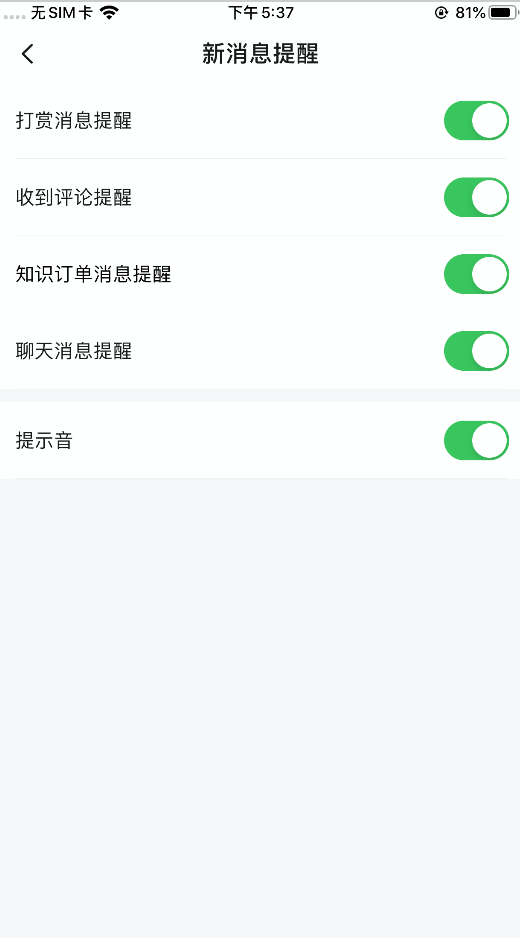 无SIM卡 下午5:37 81%
新消息提醒
打赏消息提醒
收到评论提醒
知识订单消息提醒
聊天消息提醒
提示音